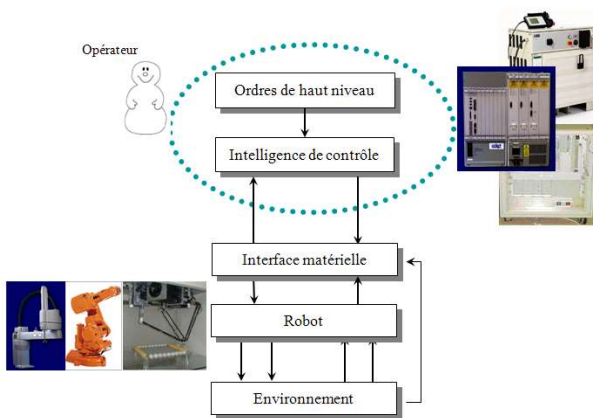 Opérateur
Ordres de haut niveau
Intelligence de contrôle
Interface matérielle
Robot
Environnement